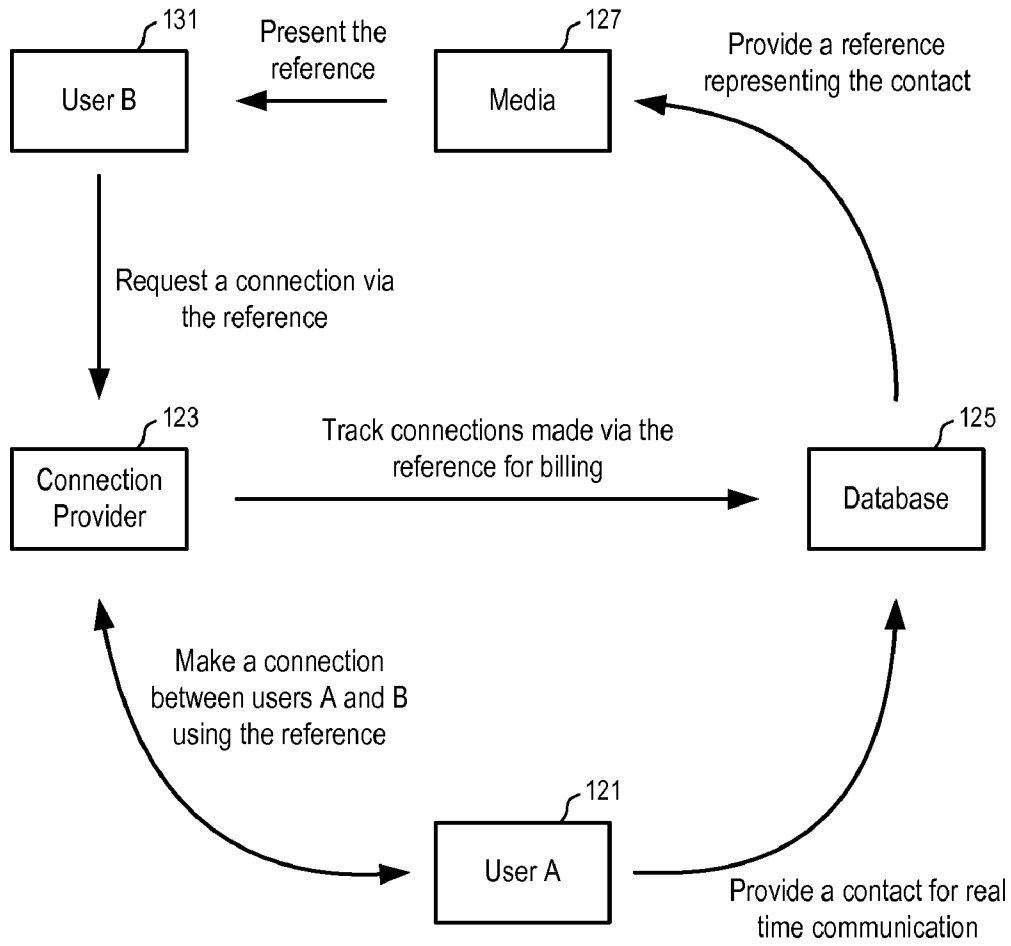 131
User B
Present the
reference
127
Media
Provide a reference
representing the contact
Request a connection via
the reference
123
Connection
Provider
Track connections made via the
reference for billing
125
Database
Make a connection
between users A and B
using the reference
121
User A
Provide a contact for real
time communication